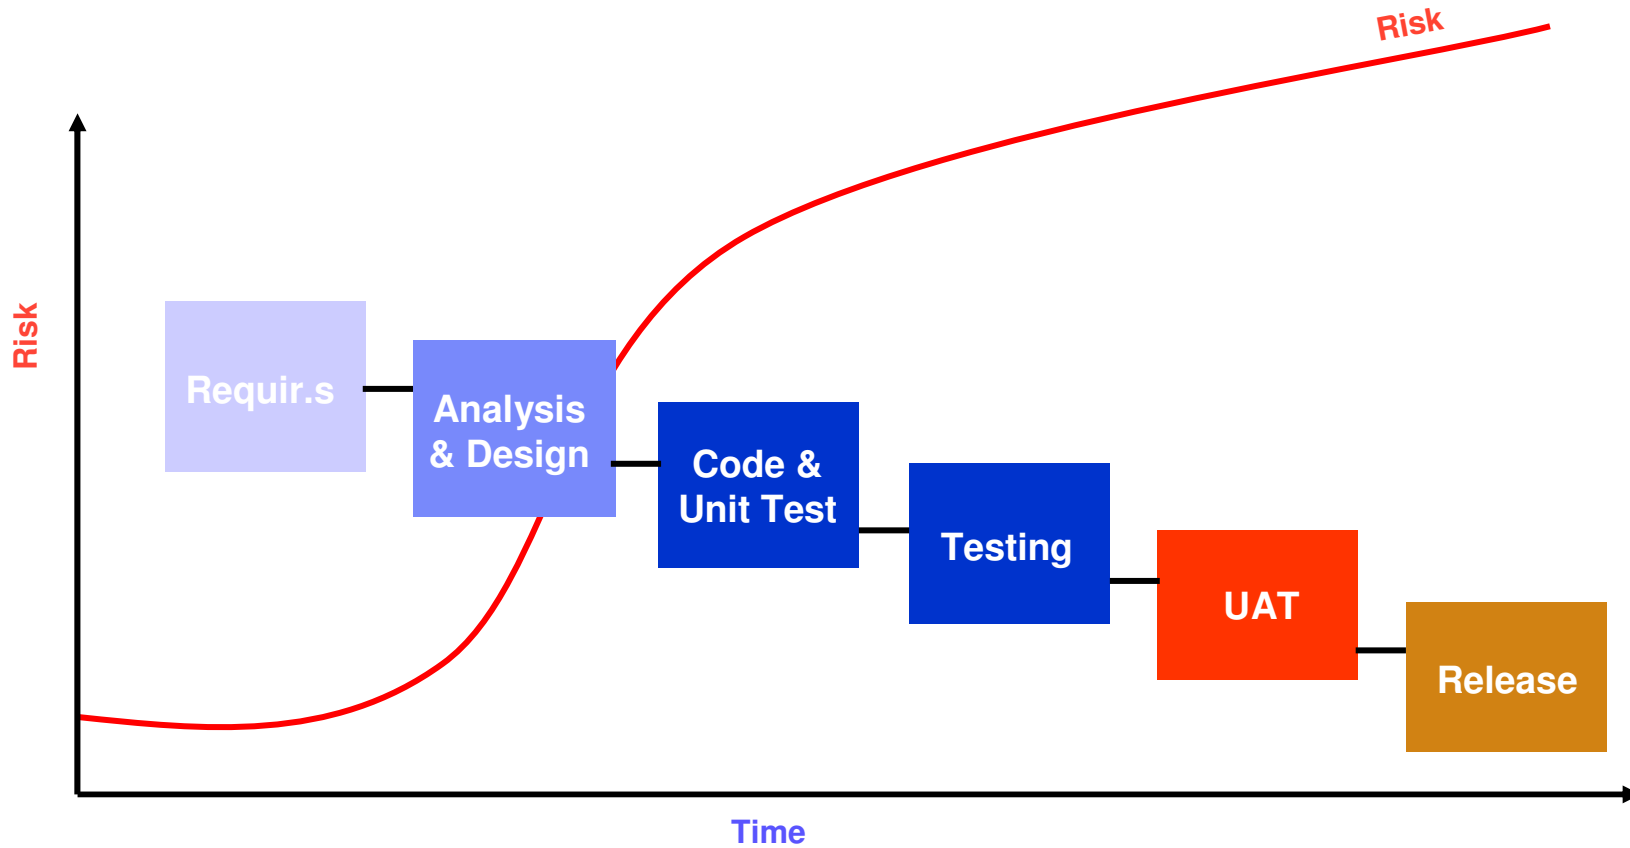 Risk
Risk
Requir.s
Analysis
& Design
Code &
Unit Test
Testing
UAT
Release
Time